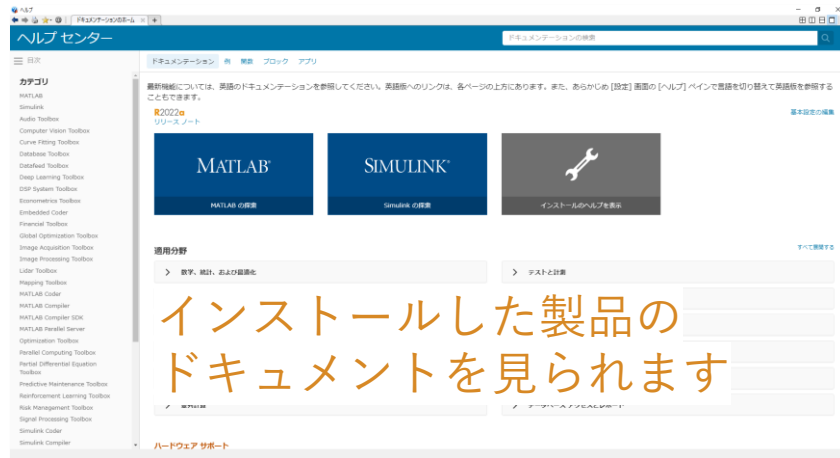 ヘルプ
ドキュメンテーションのホーム
ヘルプ センター
ドキュメンテーションの検索
目次
ドキュメンテーション 例 関数 ブロック アプリ
カテゴリ
MATLAB
Simulink
Audio Toolbox
Computer Vision Toolbox
Curve Fitting Toolbox
Database Toolbox
Datafeed Toolbox
Deep Learning Toolbox
DSP System Toolbox
Econometrics Toolbox
Embedded Coder
Financial Toolbox
Global Optimization Toolbox
Image Acquisition Toolbox
Image Processing Toolbox
Lidar Toolbox
Mapping Toolbox
MATLAB Coder
MATLAB Compiler
MATLAB Compiler SDK
MATLAB Parallel Server
Optimization Toolbox
Parallel Computing Toolbox
Partial Differential Equation
Toolbox
Predictive Maintenance Toolbox
Reinforcement Learning Toolbox
Risk Management Toolbox
Signal Processing Toolbox
Simulink Coder
Simulink Compiler
最新機能については、英語のドキュメンテーションを参照してください。英語版へのリンクは、各ページの上方にあります。また、あらかじめ [設定] 画面の [ヘルプ] ペインで言語を切り替えて英語版を参照する
こともできます。
R2022a
リリース ノート
基本設定の編集
MATLAB®
MATLAB の探索
SIMULINK®
Simulink の探索
インストールのヘルプを表示
適用分野
すべて展開する
数学、統計、および最適化
テストと計測
インストールした製品の
ドキュメントを見られます
データベース アクセスとレポート
ハードウェア サポート